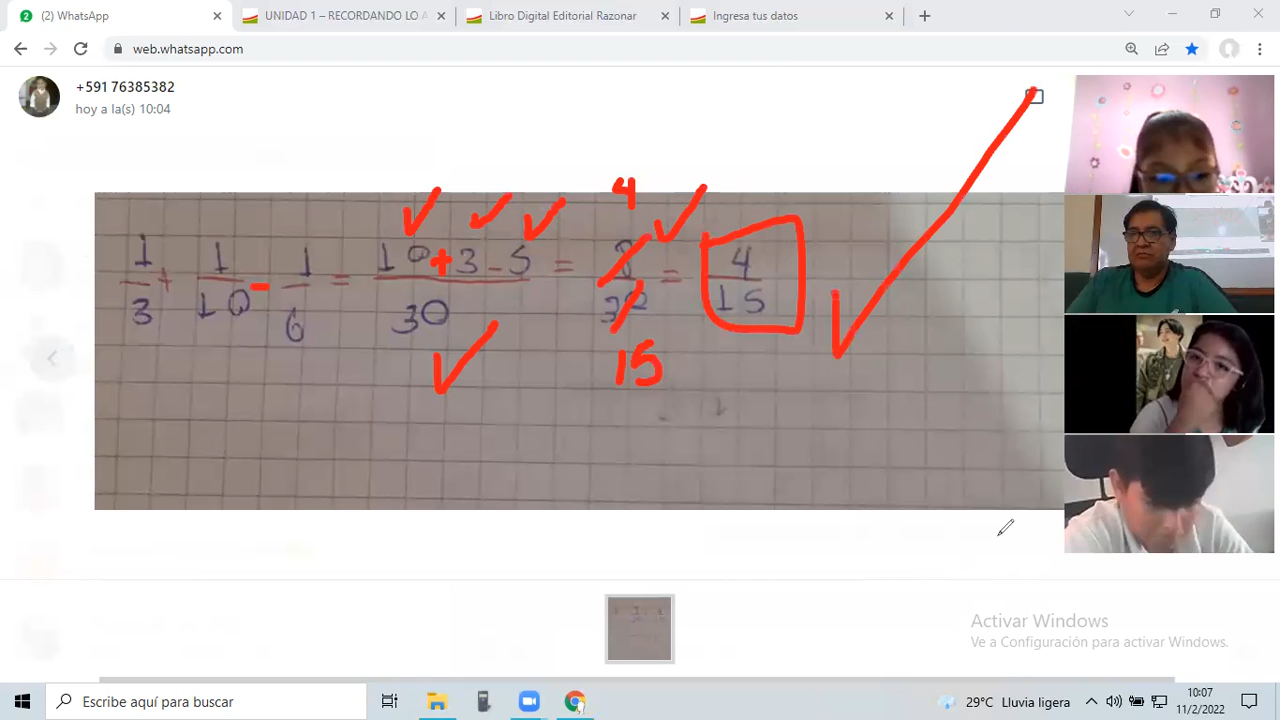 (2) WhatsApp
UNIDAD 1 – RECORDANDO LO A
Libro Digital Editorial Razonar
Ingresa tus datos
web.whatsapp.com
+591 76385382
hoy a la(s) 10:04
4
1/3 + 1/10 - 1/6 = 10+3-5/30 = 8/30 = 4/15
15
Activar Windows
Ve a Configuración para activar Windows.
Escribe aquí para buscar
29°C Lluvia ligera
10:07
11/2/2022